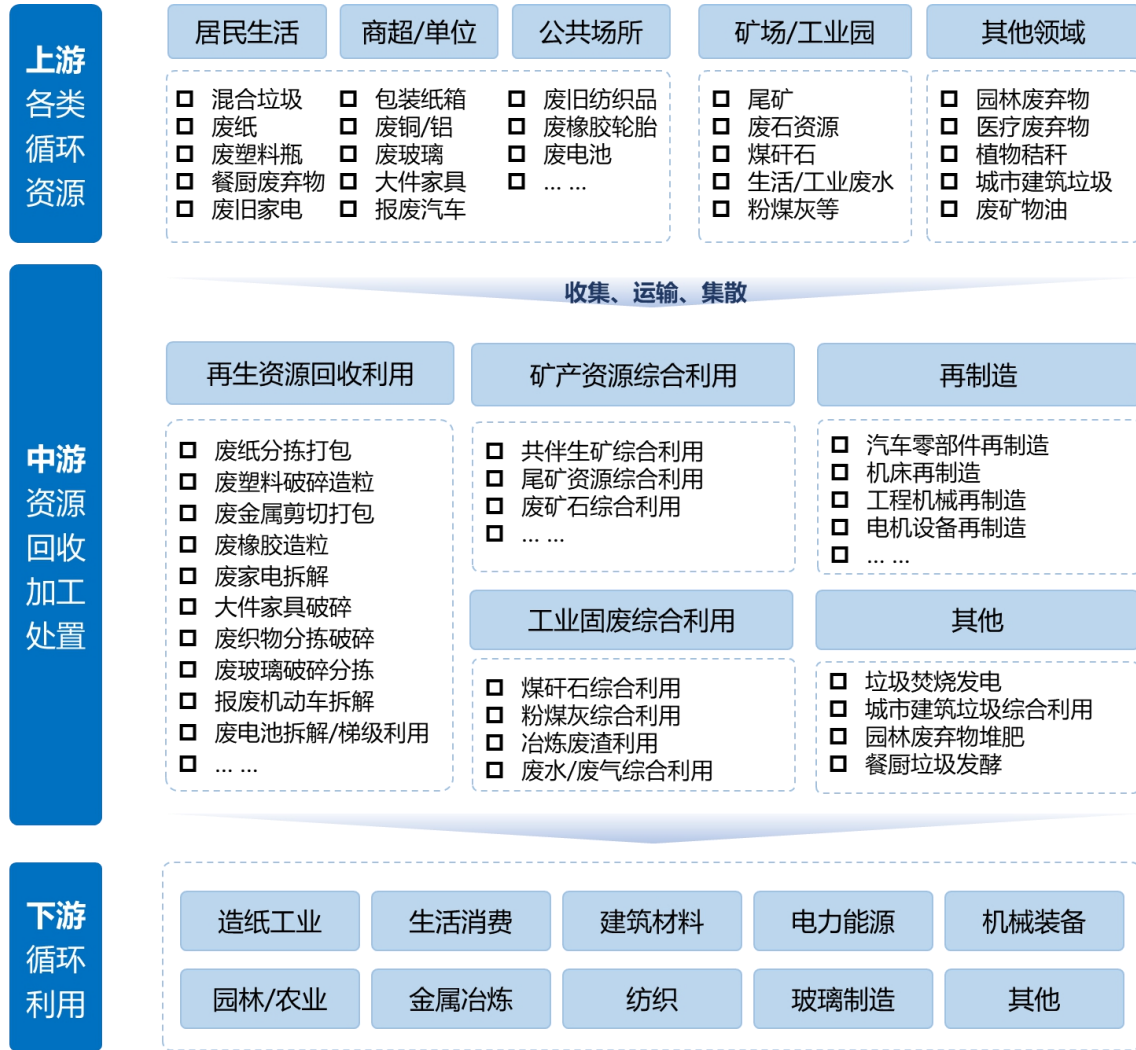 上游
各类
循环
资源
居民生活
商超/单位
公共场所
矿场/工业园
其他领域
混合垃圾
废纸
废塑料瓶
餐厨废弃物
废旧家电
包装纸箱
废铜/铝
废玻璃
大件家具
报废汽车
废旧纺织品
废橡胶轮胎
废电池
... ...
尾矿
废石资源
煤矸石
生活/工业废水
粉煤灰等
园林废弃物
医疗废弃物
植物秸秆
城市建筑垃圾
废矿物油
收集、运输、集散
中游
资源
回收
加工
处置
再生资源回收利用
废纸分拣打包
废塑料破碎造粒
废金属剪切打包
废橡胶造粒
废家电拆解
大件家具破碎
废织物分拣破碎
废玻璃破碎分拣
报废机动车拆解
废电池拆解/梯级利用
... ...
矿产资源综合利用
共伴生矿综合利用
尾矿资源综合利用
废矿石综合利用
... ...
再制造
汽车零部件再制造
机床再制造
工程机械再制造
电机设备再制造
... ...
工业固废综合利用
煤矸石综合利用
粉煤灰综合利用
冶炼废渣利用
废水/废气综合利用
其他
垃圾焚烧发电
城市建筑垃圾综合利用
园林废弃物堆肥
餐厨垃圾发酵
下游
循环
利用
造纸工业
生活消费
建筑材料
电力能源
机械装备
园林/农业
金属冶炼
纺织
玻璃制造
其他